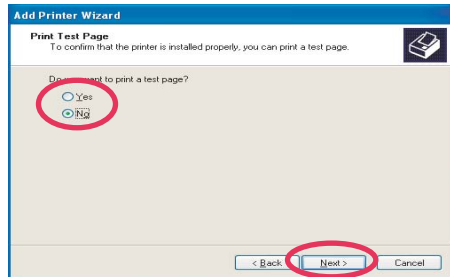 Add Printer Wizard
Print Test Page
To confirm that the printer is installed properly, you can print a test page.
Do you want to print a test page?
Yes
No
< Back Next > Cancel